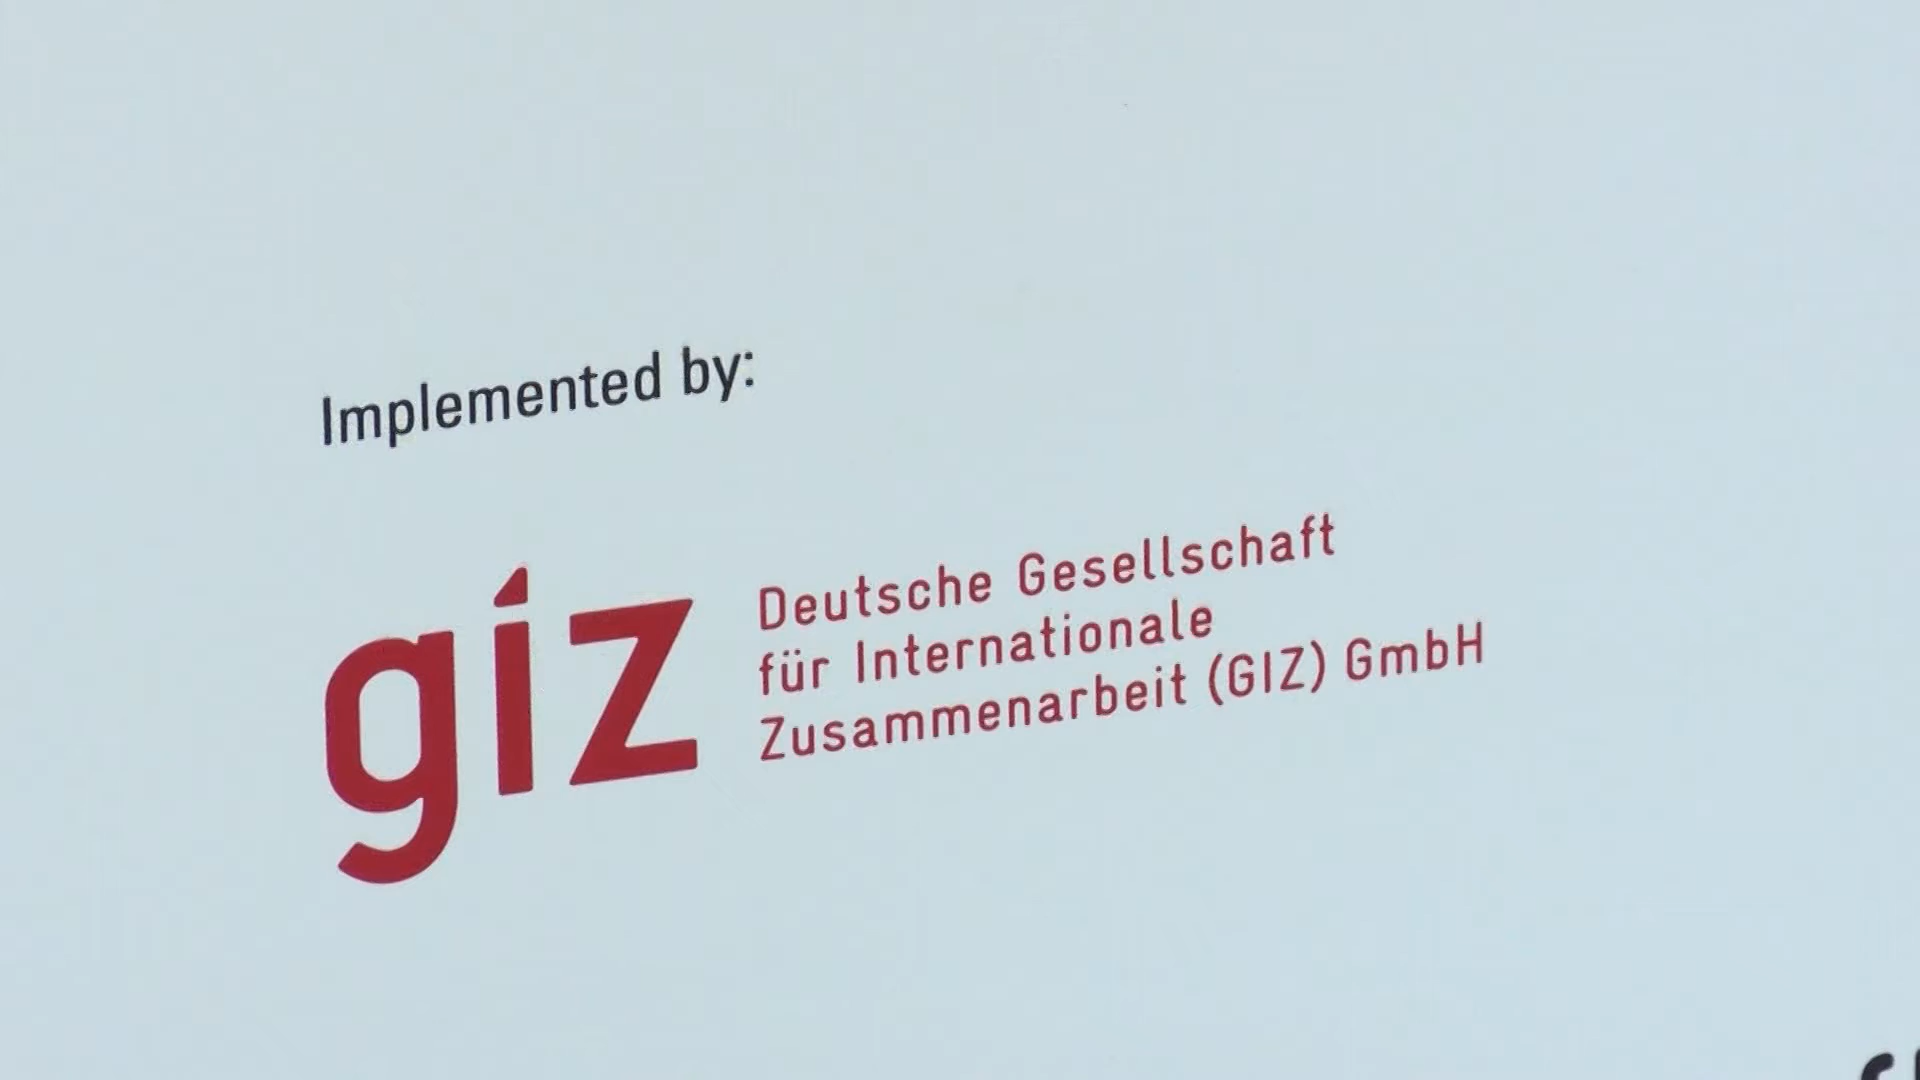 Implemented by:
giz
Deutsche Gesellschaft
für Internationale
Zusammenarbeit (GIZ) GmbH